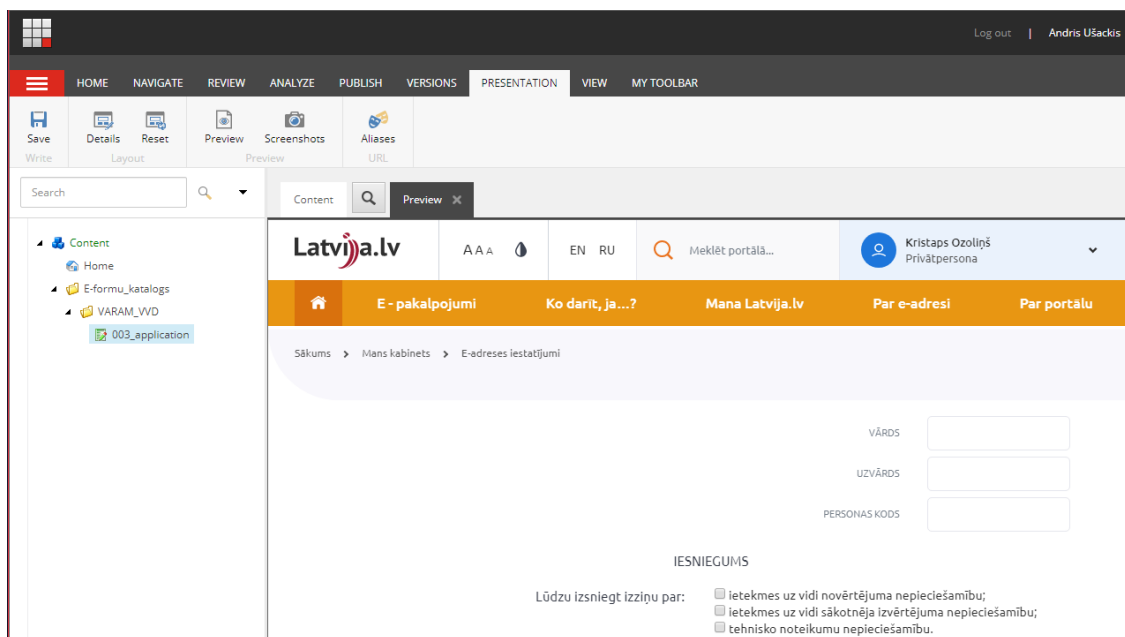 Log out | Andris Ušackis
HOME NAVIGATE REVIEW ANALYZE PUBLISH VERSIONS PRESENTATION VIEW MY TOOLBAR
Save Details Reset Preview Screenshots Aliases
Write Layout Preview URL
Search
Content Preview
Content
Home
E-formu_katalogs
VARAM_VVD
003_application
Latvija.lv A A A EN RU Meklēt portālā... Kristaps Ozoliņš
Privātpersona
E - pakalpojumi Ko darīt, ja...? Mana Latvija.lv Par e-adresi Par portālu
Sākums > Mans kabinets > E-adreses iestatījumi
VĀRDS
UZVĀRDS
PERSONAS KODS
IESNIEGUMS
Lūdzu izsniegt izziņu par: ietekmes uz vidi novērtējuma nepieciešamību;
ietekmes uz vidi sākotnēja izvērtējuma nepieciešamību;
tehnisko noteikumu nepieciešamību.